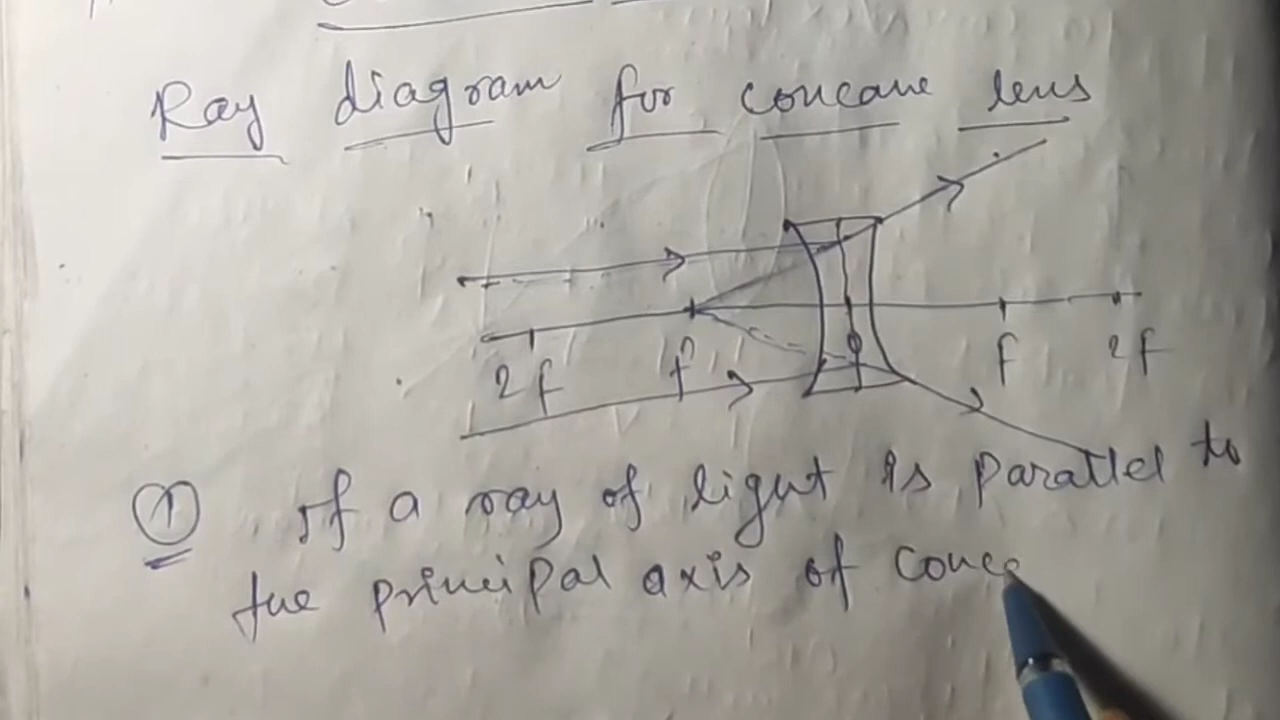 Ray diagram for concave lens
2f f f 2f
① If a ray of light is parallel to
the principal axis of conca